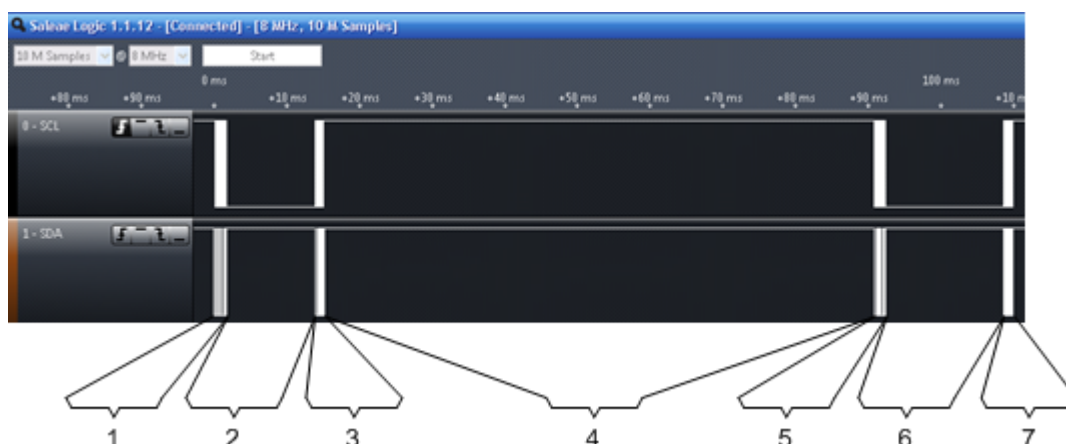 Saleae Logic 1.1.12 - [Connected] - [8 MHz, 10 M Samples]
10 M Samples @ 8 MHz Start
0 ms 100 ms
+80 ms +90 ms +10 ms +20 ms +30 ms +40 ms +50 ms +60 ms +70 ms +80 ms +90 ms +10 m
0 - SCL
1 - SDA
1 2 3 4 5 6 7